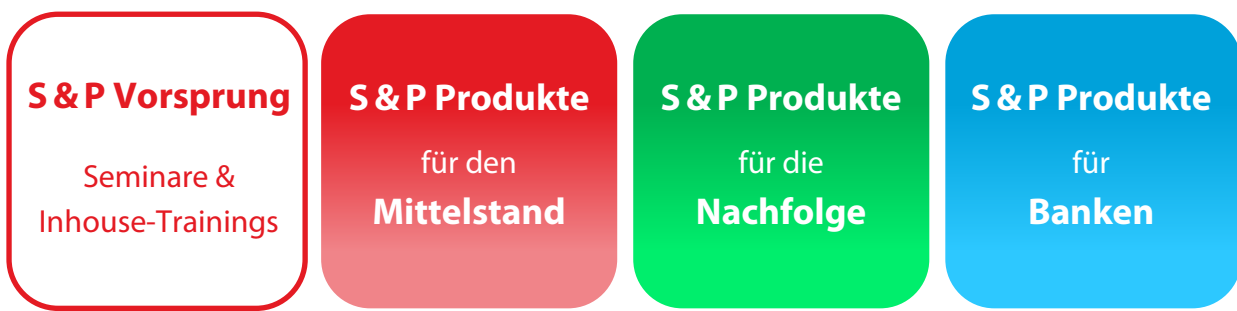 S & P Vorsprung
Seminare &
Inhouse-Trainings
S & P Produkte
für den
Mittelstand
S & P Produkte
für die
Nachfolge
S & P Produkte
für
Banken